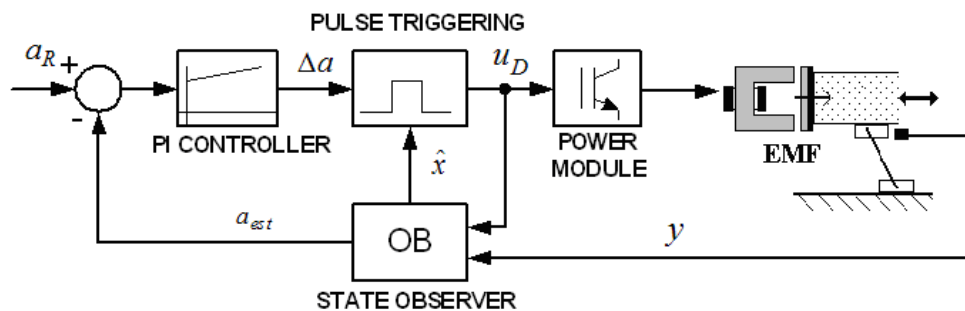 PULSE TRIGGERING
a_R
+
-
Δa
u_D
PI CONTROLLER
POWER
MODULE
EMF
x̂
a_est
OB
y
STATE OBSERVER